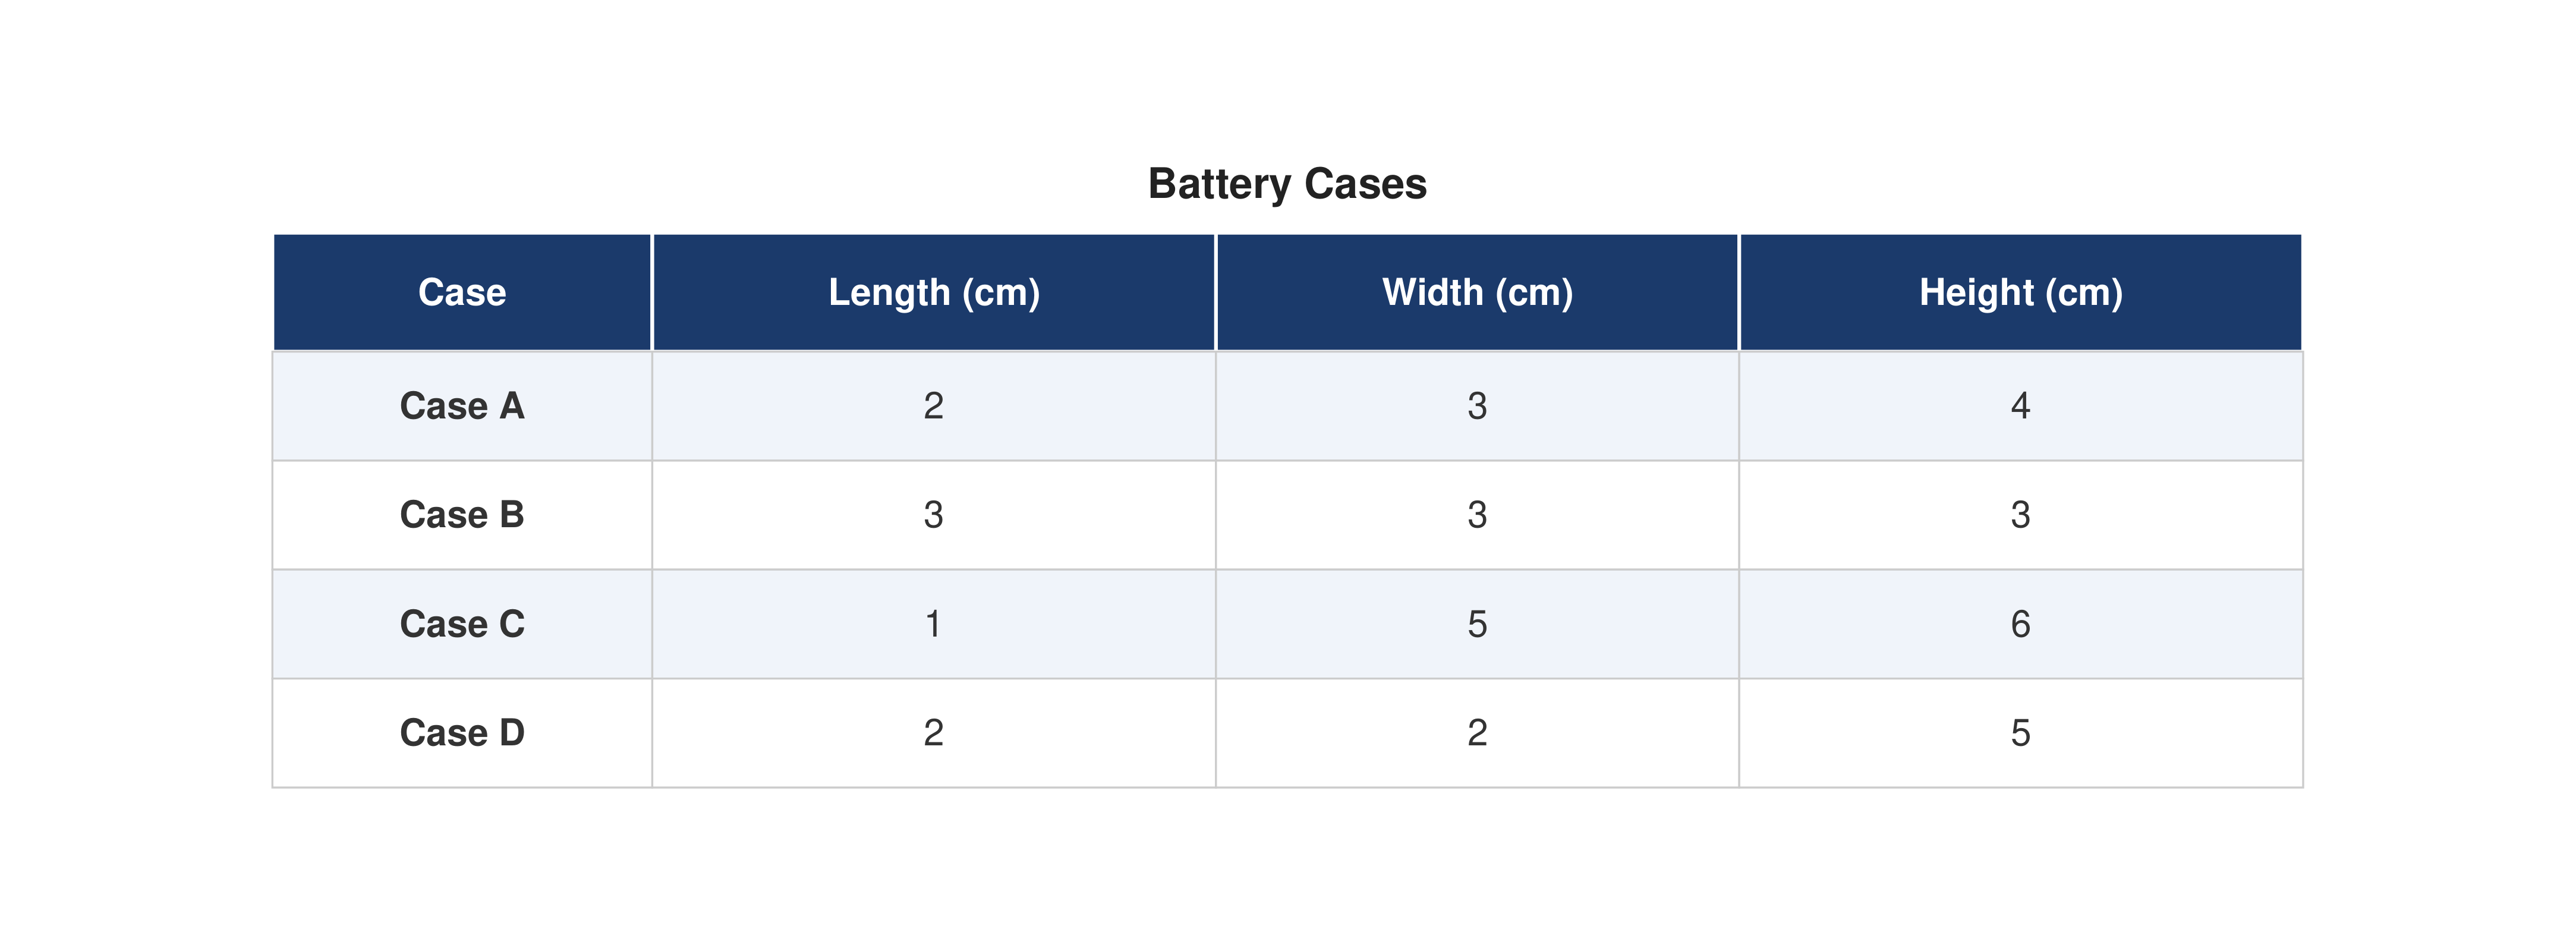 Battery Cases
Case Length (cm) Width (cm) Height (cm)
Case A 2 3 4
Case B 3 3 3
Case C 1 5 6
Case D 2 2 5